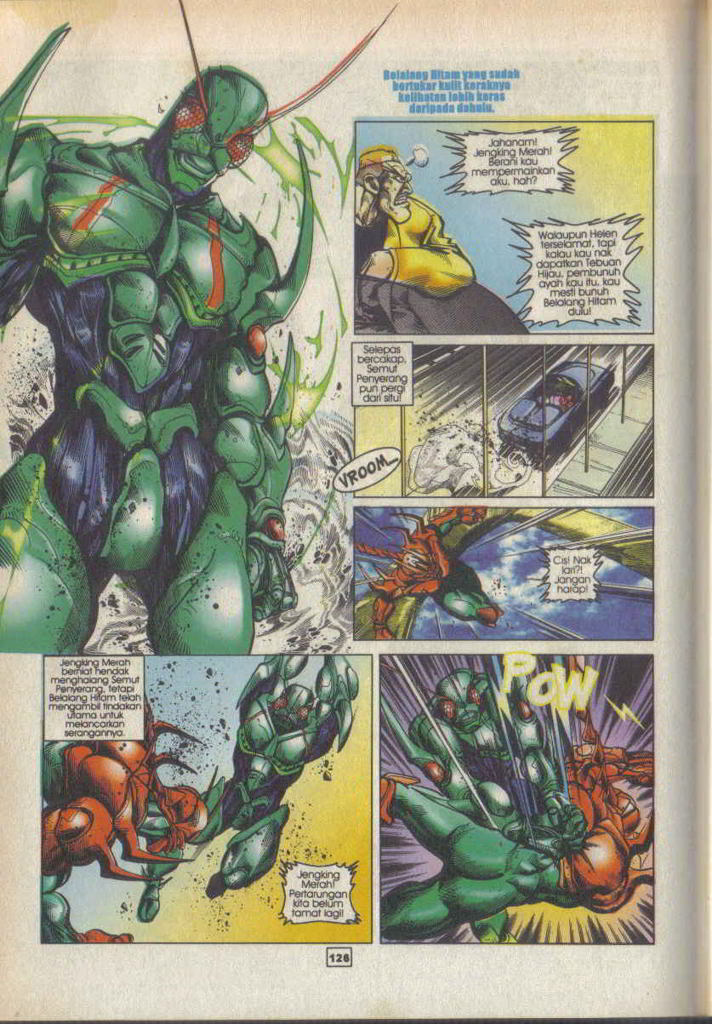 Belalang Hitam yang sudah
bertukar kulit keraknya
kelihatan lebih keras
daripada dahulu.
Jahanam!
Jengking Merah!
Berani kau
mempermainkan
aku, hah?
Walaupun Helen
terselamat, tapi
kalau kau nak
dapatkan Tebuan
Hijau, pembunuh
ayah kau itu, kau
mesti bunuh
Belalang Hitam
dulu!
Selepas
bercakap,
Semut
Penyerang
pun pergi
dari situ!
VROOM...
Cis! Nak
lari?!
Jangan
harap!
Jengking Merah
berniat hendak
menghalang Semut
Penyerang, tetapi
Belalang Hitam telah
mengambil tindakan
utama untuk
melancarkan
serangannya.
Jengking
Merah!
Pertarungan
kita belum
tamat lagi!
POW
126